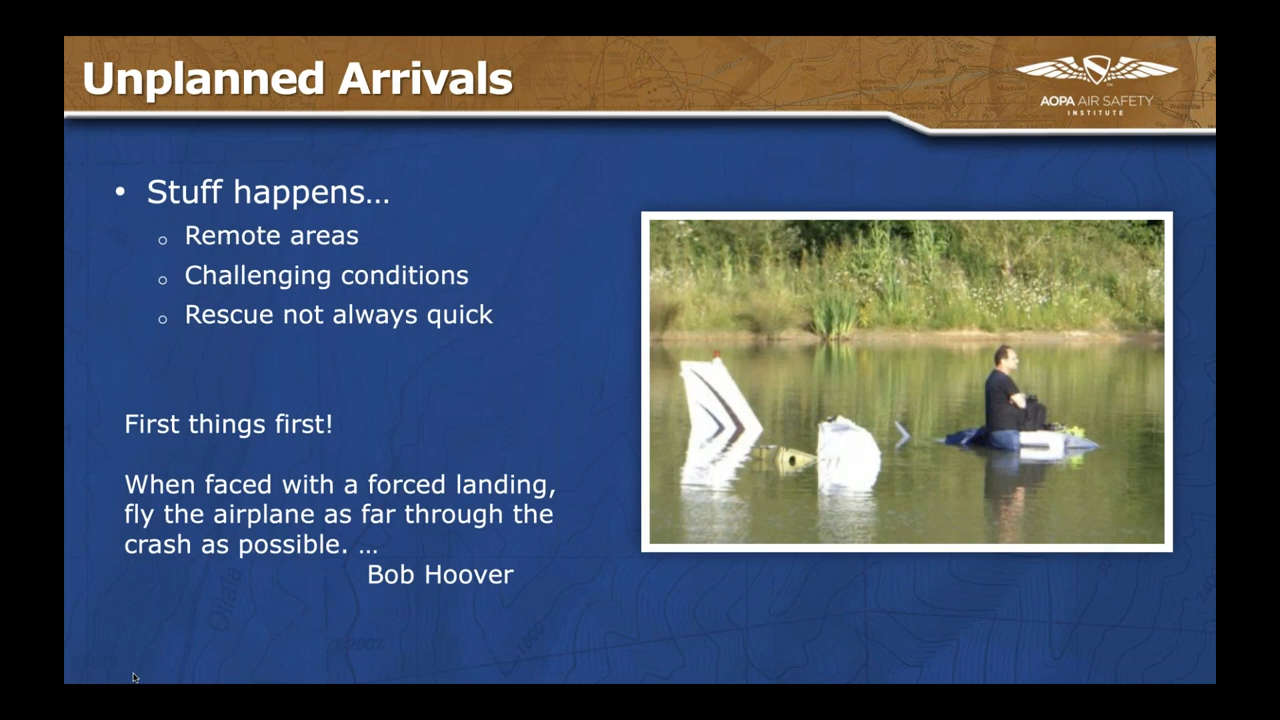 Unplanned Arrivals
AOPA AIR SAFETY
INSTITUTE
• Stuff happens...
o Remote areas
o Challenging conditions
o Rescue not always quick
First things first!
When faced with a forced landing,
fly the airplane as far through the
crash as possible. ...
Bob Hoover